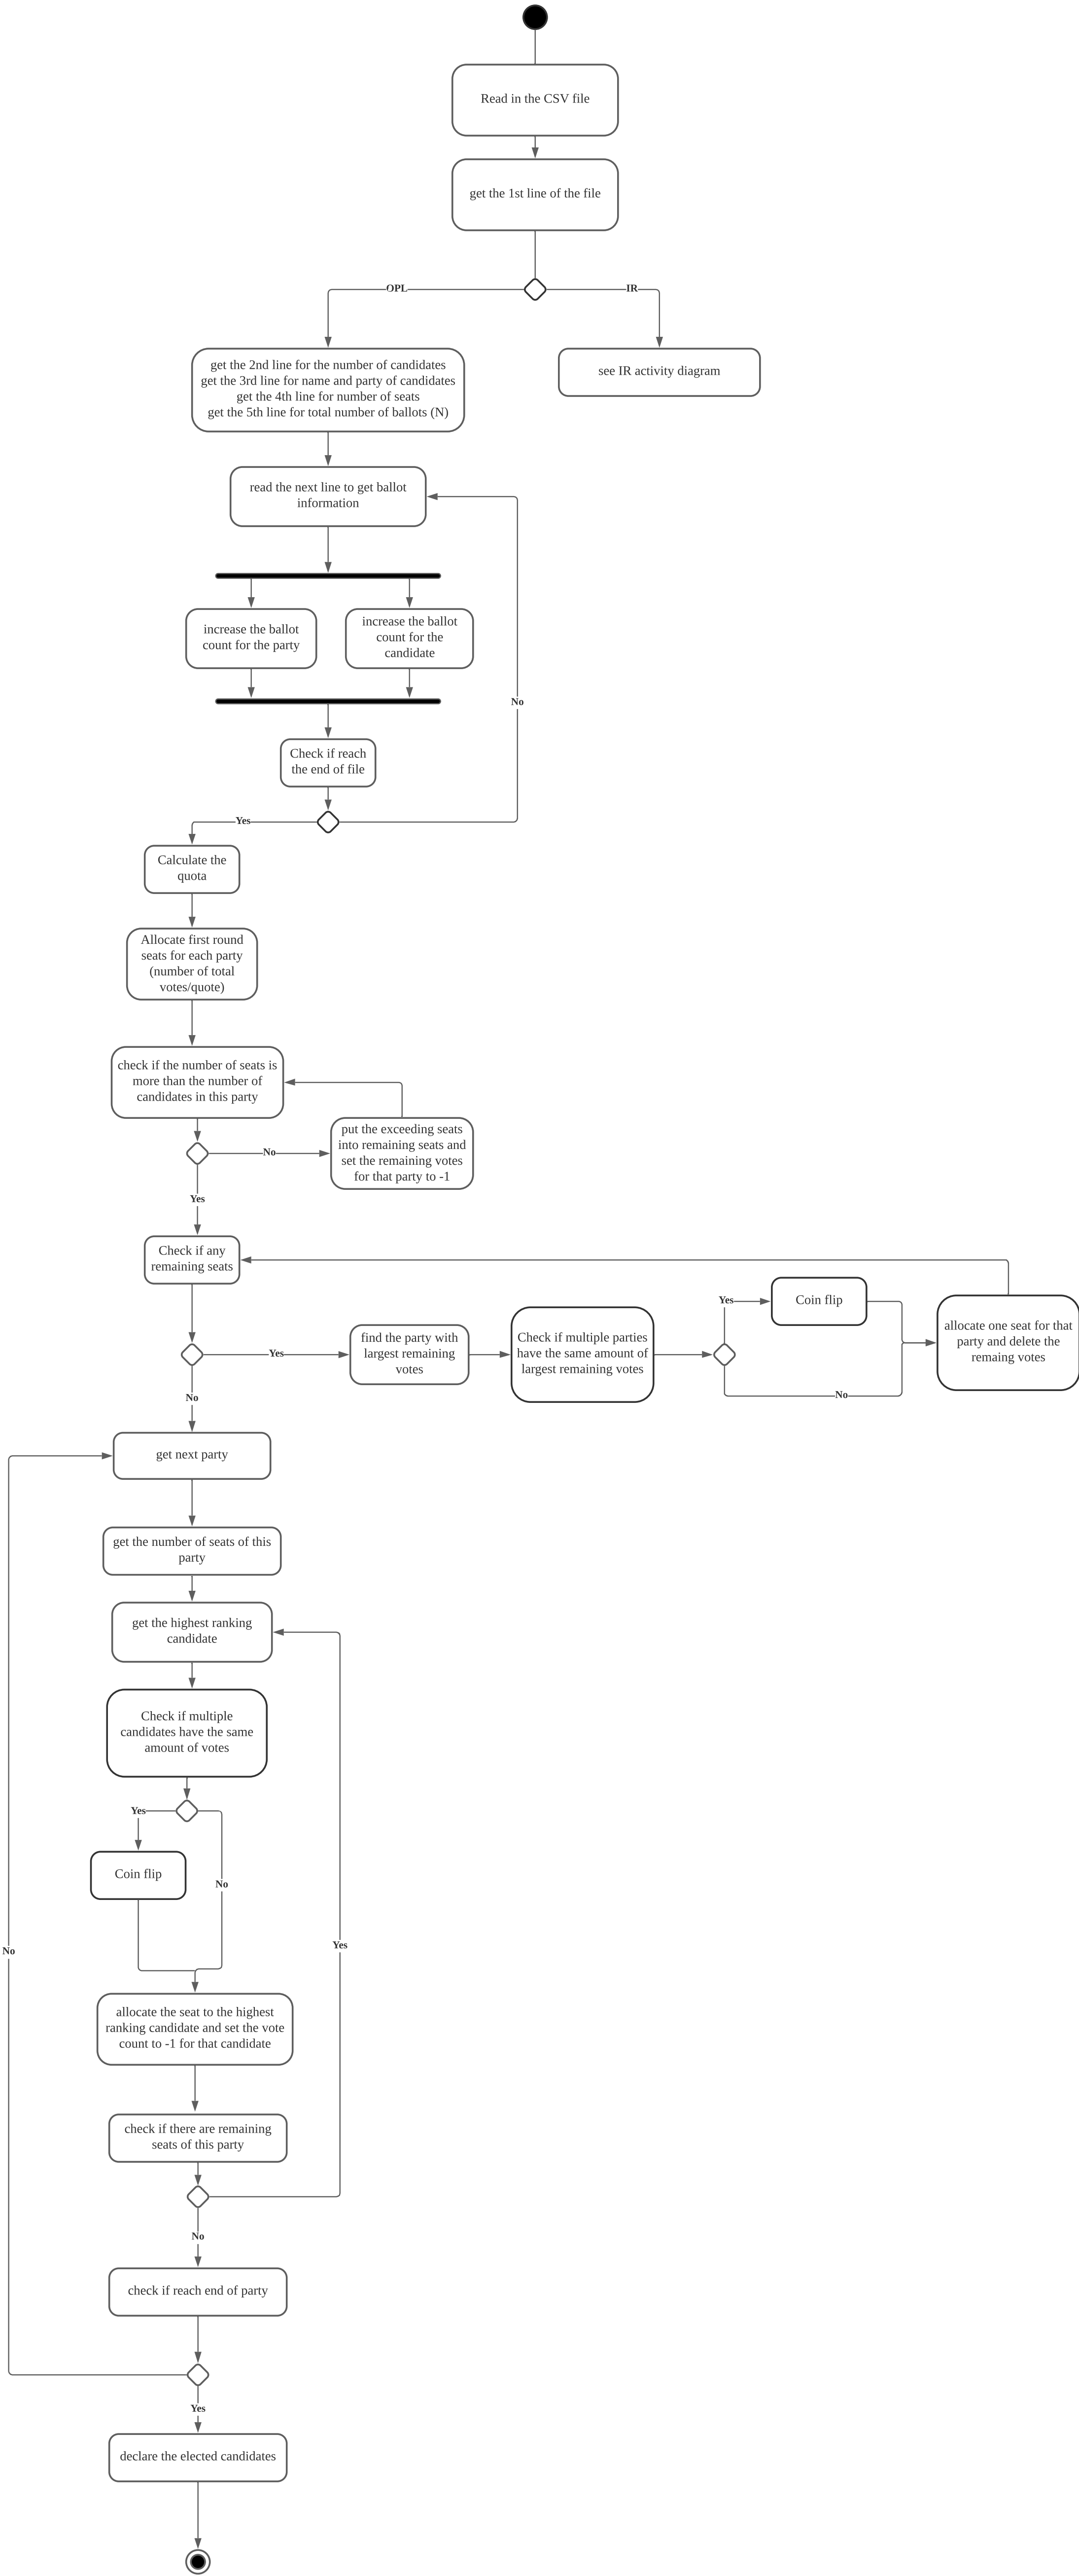 Read in the CSV file
get the 1st line of the file
OPL
IR
get the 2nd line for the number of candidates
get the 3rd line for name and party of candidates
get the 4th line for number of seats
get the 5th line for total number of ballots (N)
see IR activity diagram
read the next line to get ballot
information
increase the ballot
count for the party
increase the ballot
count for the
candidate
No
Check if reach
the end of file
Yes
Calculate the
quota
Allocate first round
seats for each party
(number of total
votes/quote)
check if the number of seats is
more than the number of
candidates in this party
No
put the exceeding seats
into remaining seats and
set the remaining votes
for that party to -1
Yes
Check if any
remaining seats
Yes
find the party with
largest remaining
votes
Check if multiple parties
have the same amount of
largest remaining votes
Yes
Coin flip
No
allocate one seat for that
party and delete the
remaing votes
No
get next party
get the number of seats of this
party
get the highest ranking
candidate
Check if multiple
candidates have the same
amount of votes
Yes
Coin flip
No
No
Yes
allocate the seat to the highest
ranking candidate and set the vote
count to -1 for that candidate
check if there are remaining
seats of this party
No
check if reach end of party
Yes
declare the elected candidates